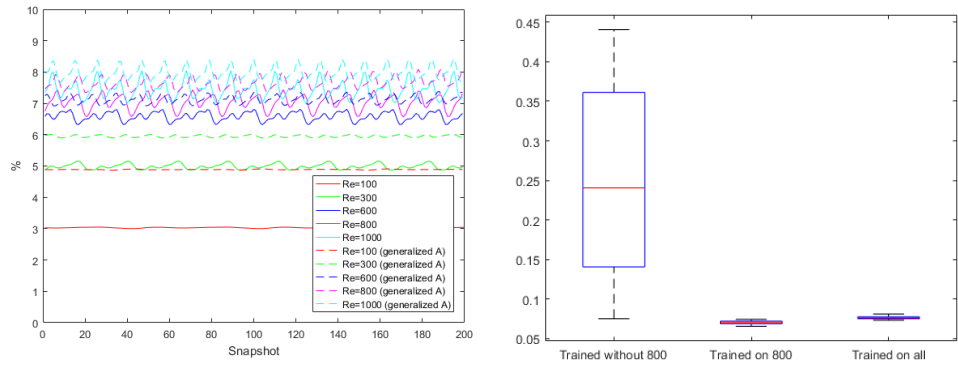 10
9
8
7
6
5
4
3
2
1
0
%
0 20 40 60 80 100 120 140 160 180 200
Snapshot
Re=100
Re=300
Re=600
Re=800
Re=1000
Re=100 (generalized A)
Re=300 (generalized A)
Re=600 (generalized A)
Re=800 (generalized A)
Re=1000 (generalized A)
0.45
0.4
0.35
0.3
0.25
0.2
0.15
0.1
0.05
Trained without 800 Trained on 800 Trained on all